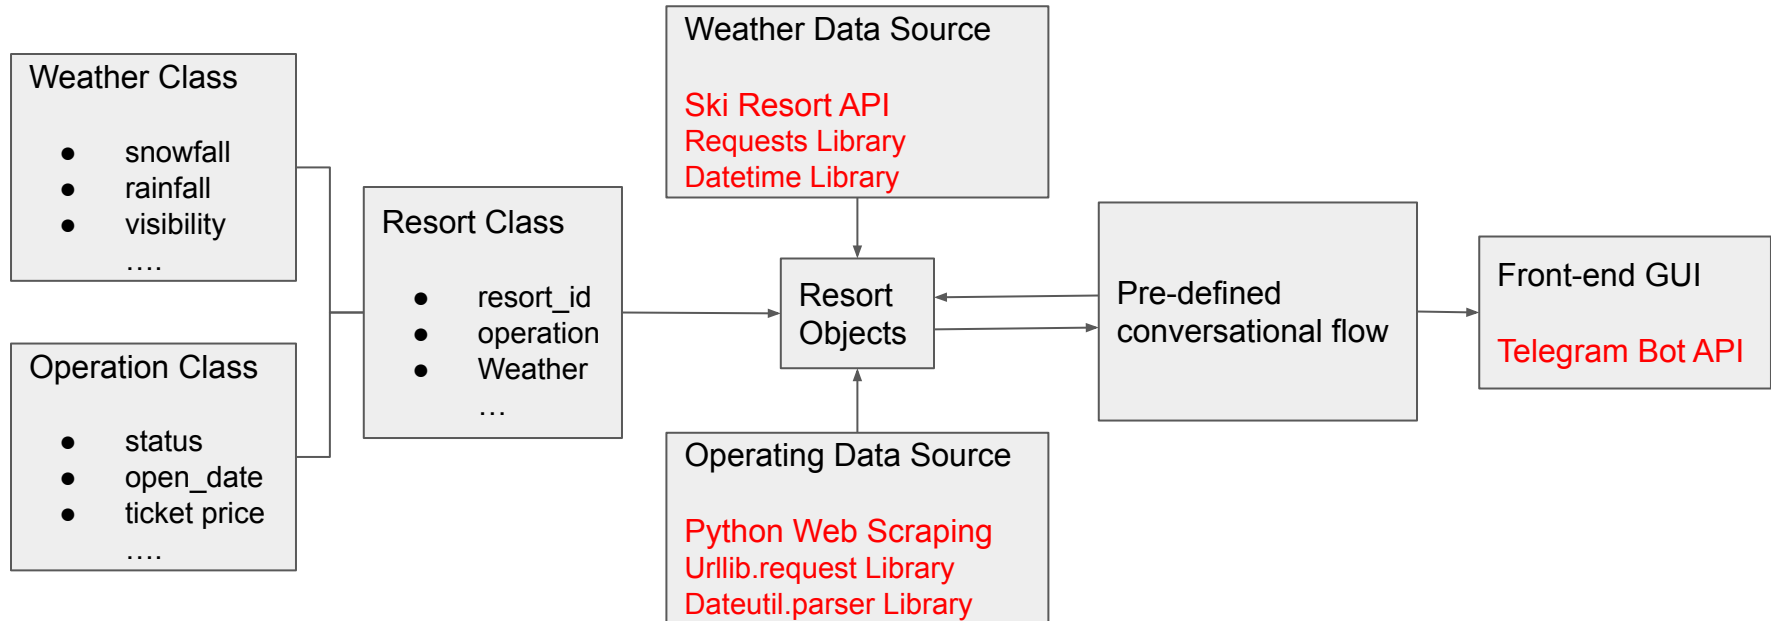 Weather Class
● snowfall
● rainfall
● visibility
….
Operation Class
● status
● open_date
● ticket price
….
Resort Class
● resort_id
● operation
● Weather
…
Weather Data Source
Ski Resort API
Requests Library
Datetime Library
Resort
Objects
Operating Data Source
Python Web Scraping
Urllib.request Library
Dateutil.parser Library
Pre-defined
conversational flow
Front-end GUI
Telegram Bot API